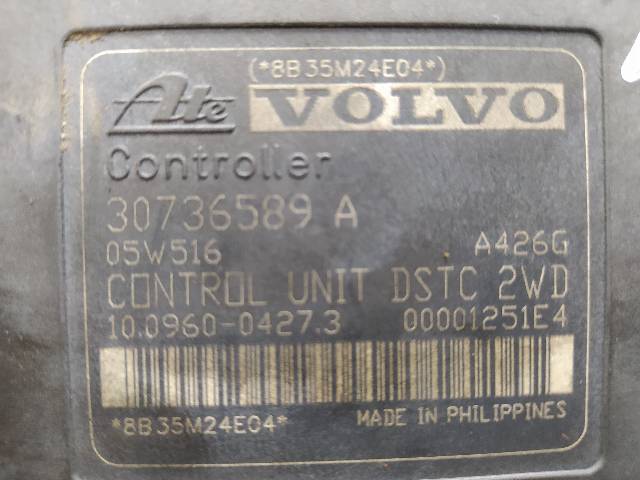 (*8B35M24E04*)
Ate VOLVO
Controller
30736589 A
05W516 A426G
CONTROL UNIT DSTC 2WD
10.0960-0427.3 00001251E4
*8B35M24E04* MADE IN PHILIPPINES